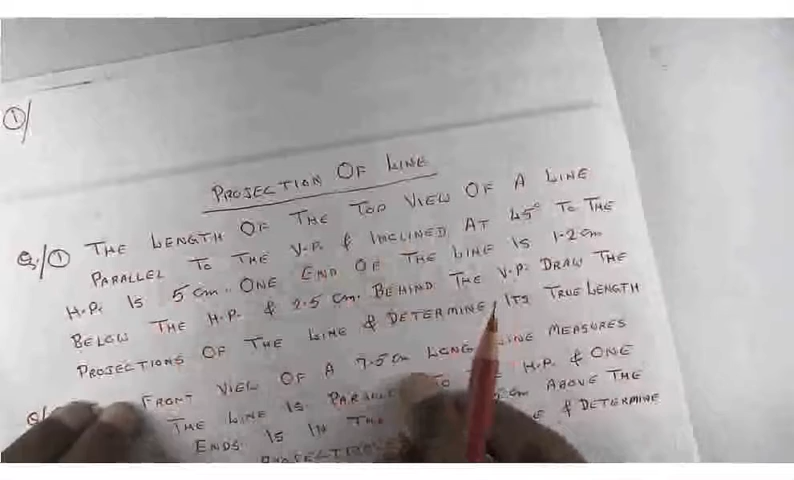 ①/
PROJECTION OF LINE
Q/① THE LENGTH OF THE TOP VIEW OF A LINE
PARALLEL TO THE V.P. & INCLINED AT 45° TO THE
H.P. IS 5 cm. ONE END OF THE LINE IS 1.2 cm
BELOW THE H.P. & 2.5 cm. BEHIND THE V.P. DRAW THE
PROJECTIONS OF THE LINE & DETERMINE ITS TRUE LENGTH
Q/ FRONT VIEW OF A 7.5 cm LONG LINE MEASURES
THE LINE IS PARALLEL TO H.P. & ONE
ENDS IS IN THE cm ABOVE THE
& DETERMINE